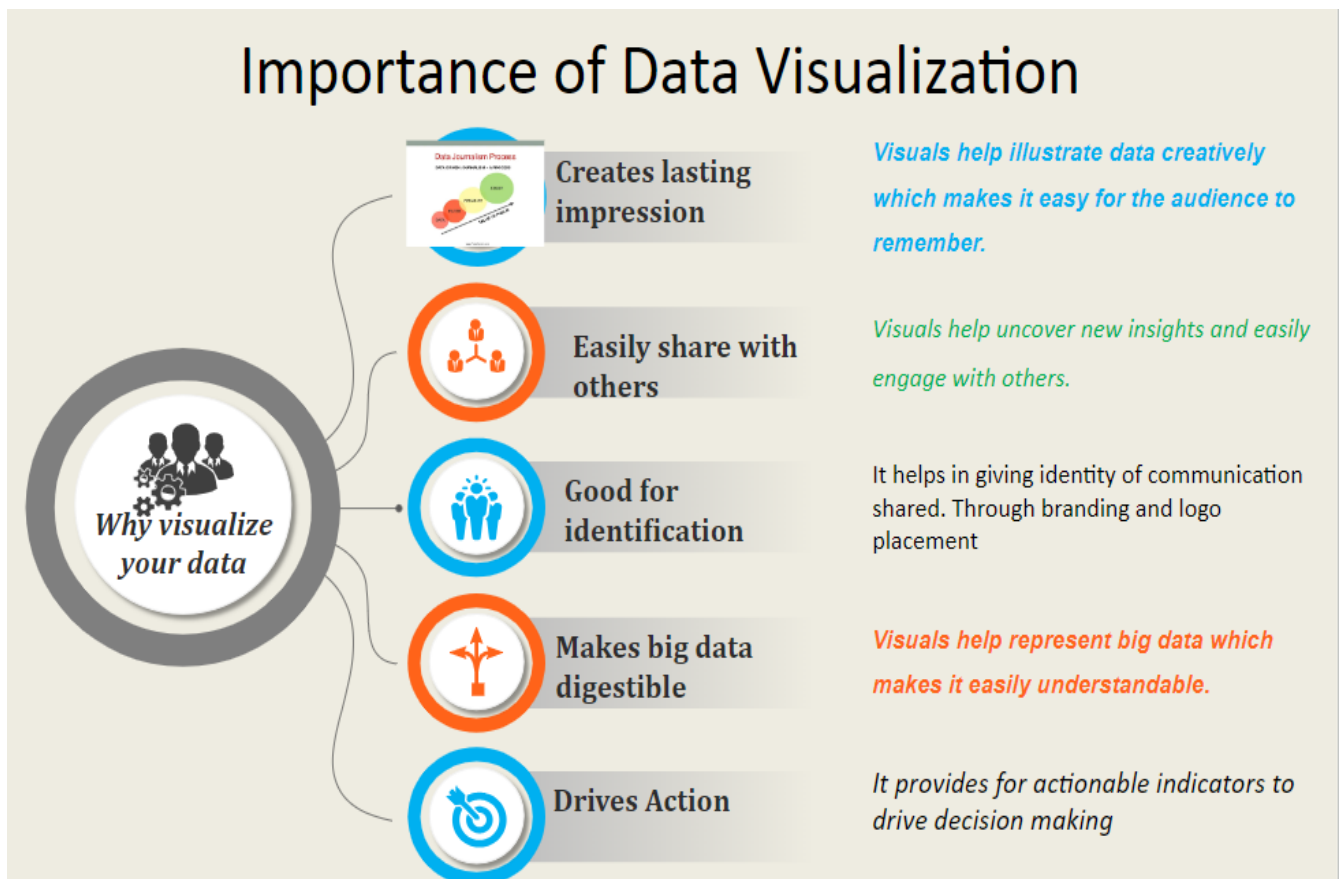 Importance of Data Visualization
Data Journalism Process
Creates lasting
impression
Visuals help illustrate data creatively
which makes it easy for the audience to
remember.
Easily share with
others
Visuals help uncover new insights and easily
engage with others.
Why visualize
your data
Good for
identification
It helps in giving identity of communication
shared. Through branding and logo
placement
Makes big data
digestible
Visuals help represent big data which
makes it easily understandable.
Drives Action
It provides for actionable indicators to
drive decision making